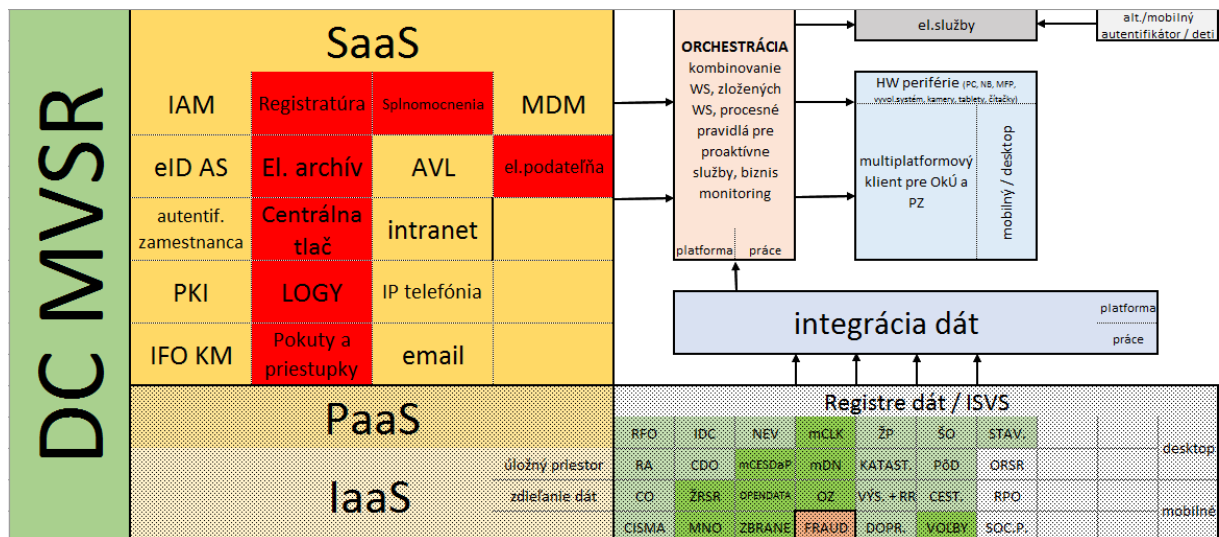 DC MVSR
SaaS
IAM
Registratúra
Splnomocnenia
MDM
eID AS
El. archív
AVL
el.podateľňa
autentif.
zamestnanca
Centrálna
tlač
intranet
PKI
LOGY
IP telefónia
IFO KM
Pokuty a
priestupky
email
PaaS
IaaS
úložný priestor
zdieľanie dát
ORCHESTRÁCIA
kombinovanie
WS, zložených
WS, procesné
pravidlá pre
proaktívne
služby, biznis
monitoring
platforma
práce
el.služby
alt./mobilný
autentifikátor / deti
HW periférie (PC, NB, MFP,
vyvol.systém, kamery, tablety, čítačky)
multiplatformový
klient pre OkÚ a
PZ
mobilný / desktop
integrácia dát
platforma
práce
Registre dát / ISVS
RFO IDC NEV mCLK ŽP ŠO STAV.
desktop
RA CDO mCESDaP mDN KATAST. PôD ORSR
CO ŽRSR OPENDATA OZ VÝS. + RR CEST. RPO
mobilné
CISMA MNO ZBRANE FRAUD DOPR. VOĽBY SOC.P.